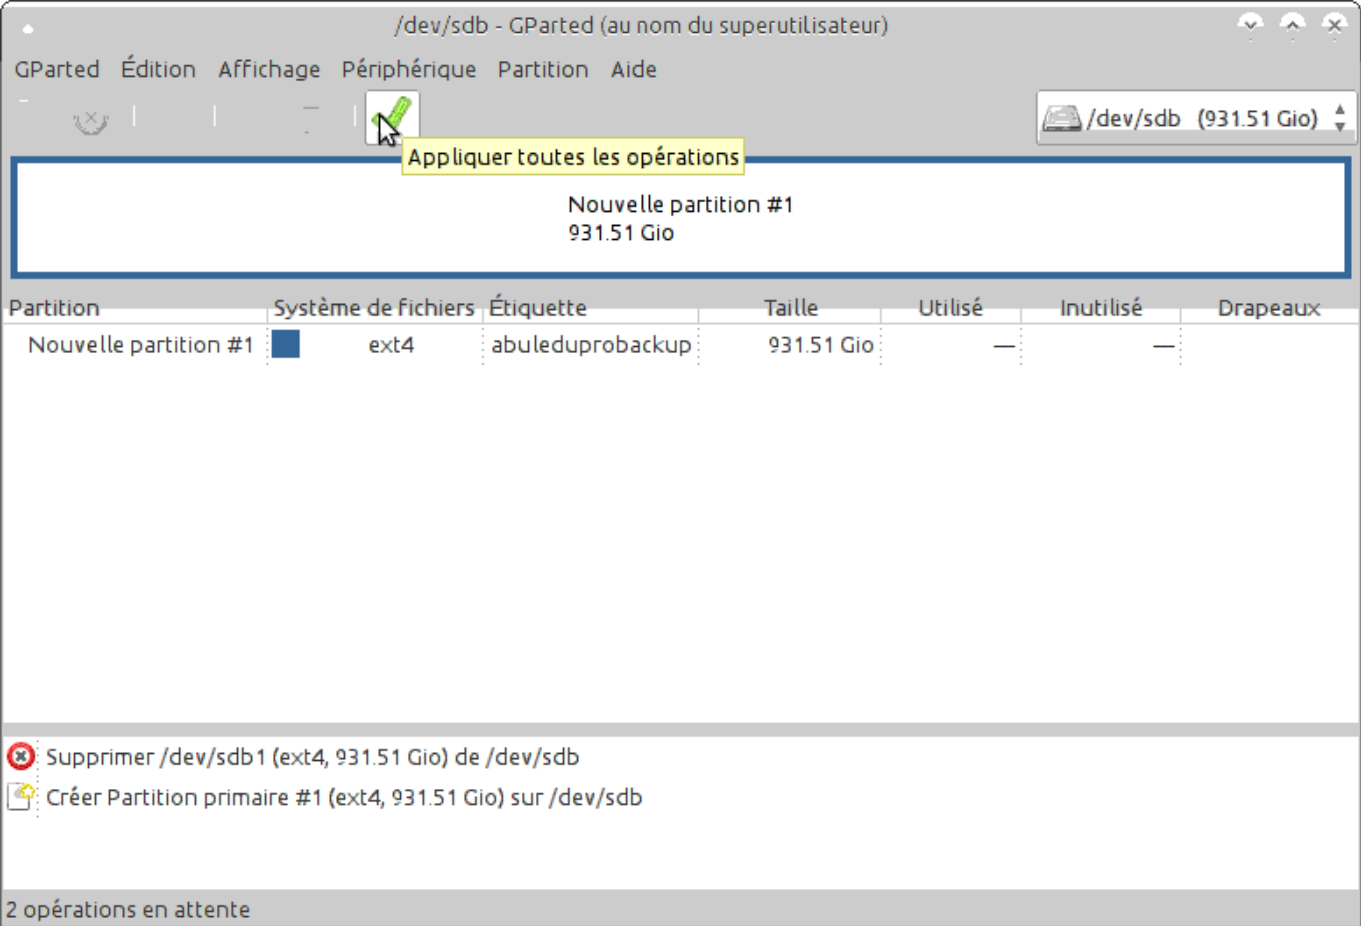 /dev/sdb - GParted (au nom du superutilisateur)
GParted Édition Affichage Périphérique Partition Aide
/dev/sdb (931.51 Gio)
Appliquer toutes les opérations
Nouvelle partition #1
931.51 Gio
Partition Système de fichiers Étiquette Taille Utilisé Inutilisé Drapeaux
Nouvelle partition #1 ext4 abuleduprobackup 931.51 Gio — —
Supprimer /dev/sdb1 (ext4, 931.51 Gio) de /dev/sdb
Créer Partition primaire #1 (ext4, 931.51 Gio) sur /dev/sdb
2 opérations en attente